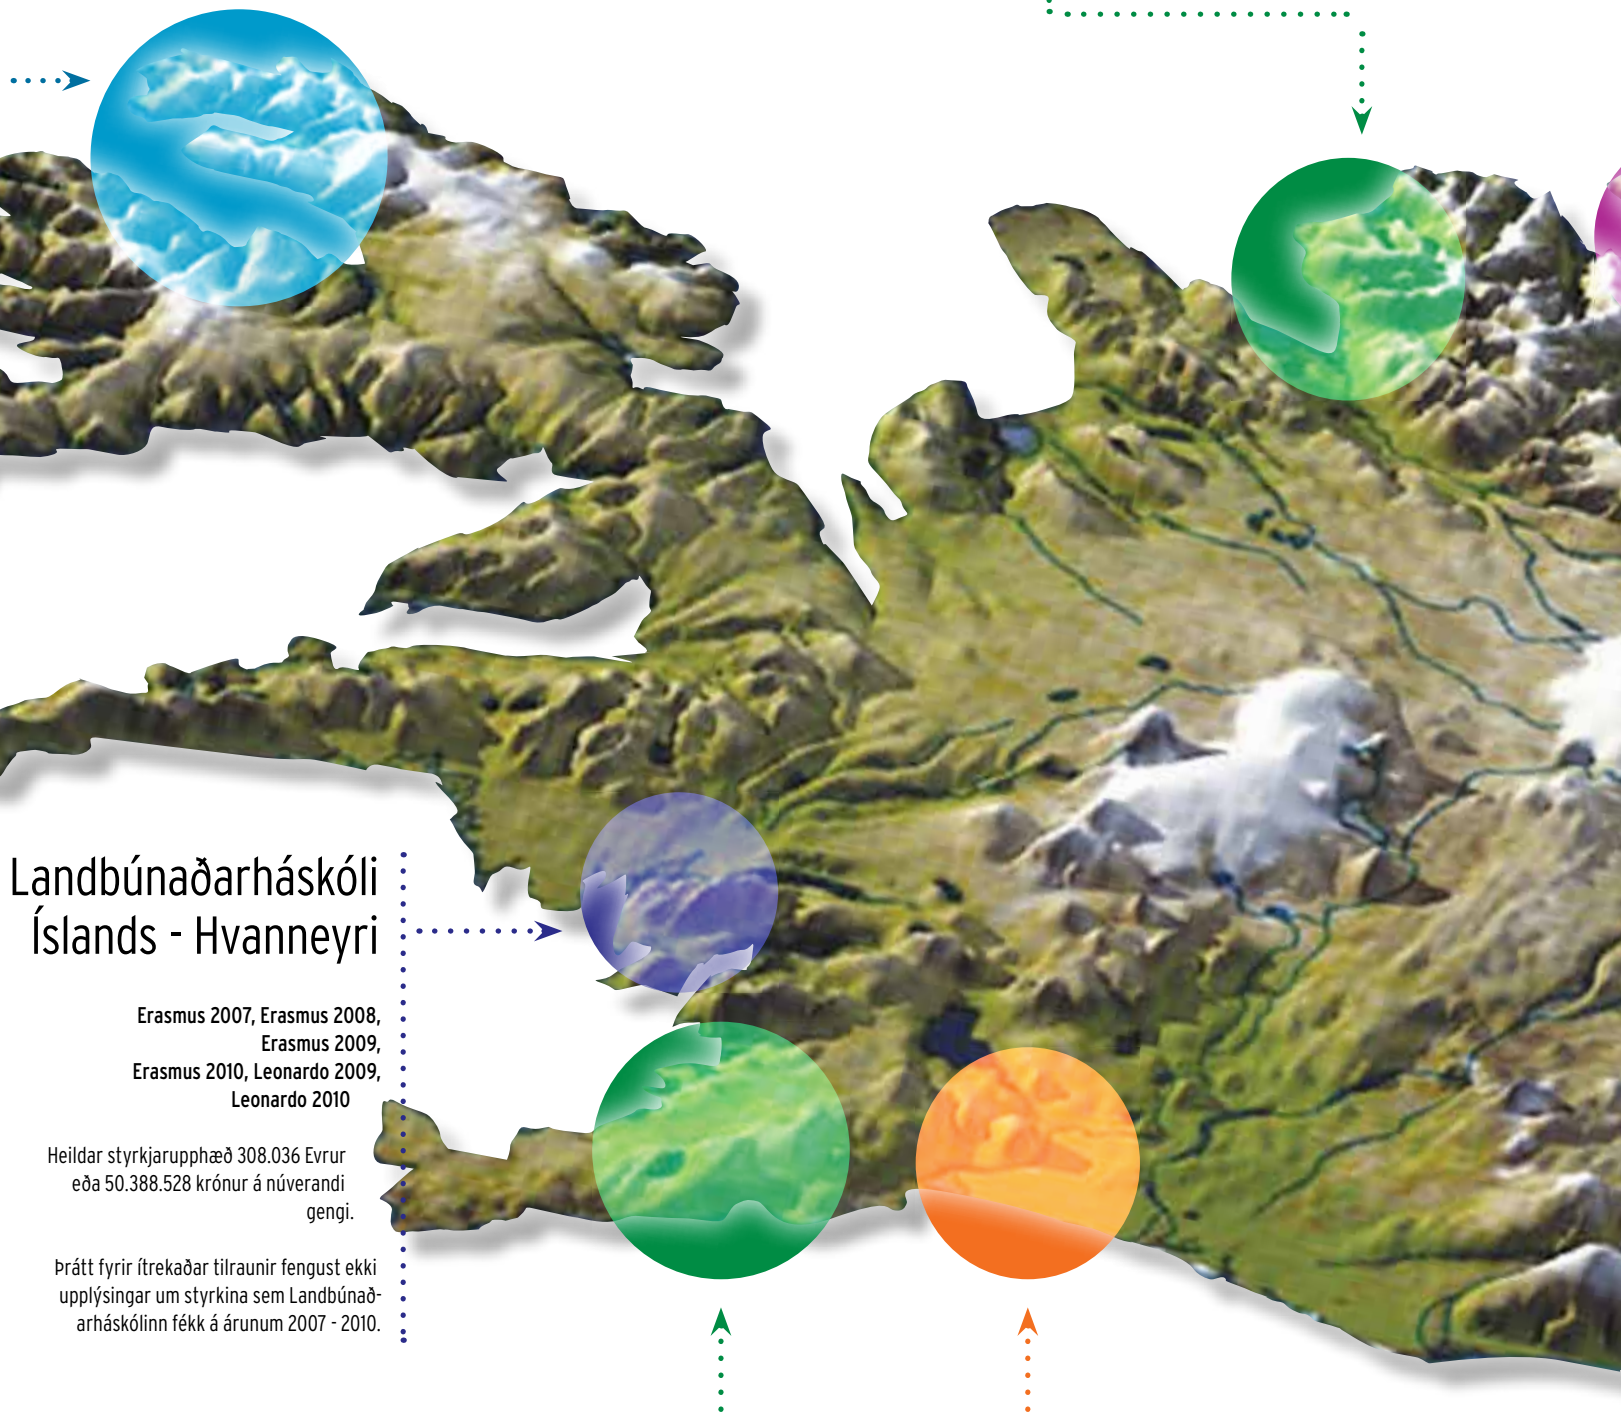 Landbúnaðarháskóli
Íslands - Hvanneyri
Erasmus 2007, Erasmus 2008,
Erasmus 2009,
Erasmus 2010, Leonardo 2009,
Leonardo 2010
Heildar styrkjarupphæð 308.036 Evrur
eða 50.388.528 krónur á núverandi
gengi.
Þrátt fyrir ítrekaðar tilraunir fengust ekki
upplýsingar um styrkina sem Landbúnað-
arháskólinn fékk á árunum 2007 - 2010.